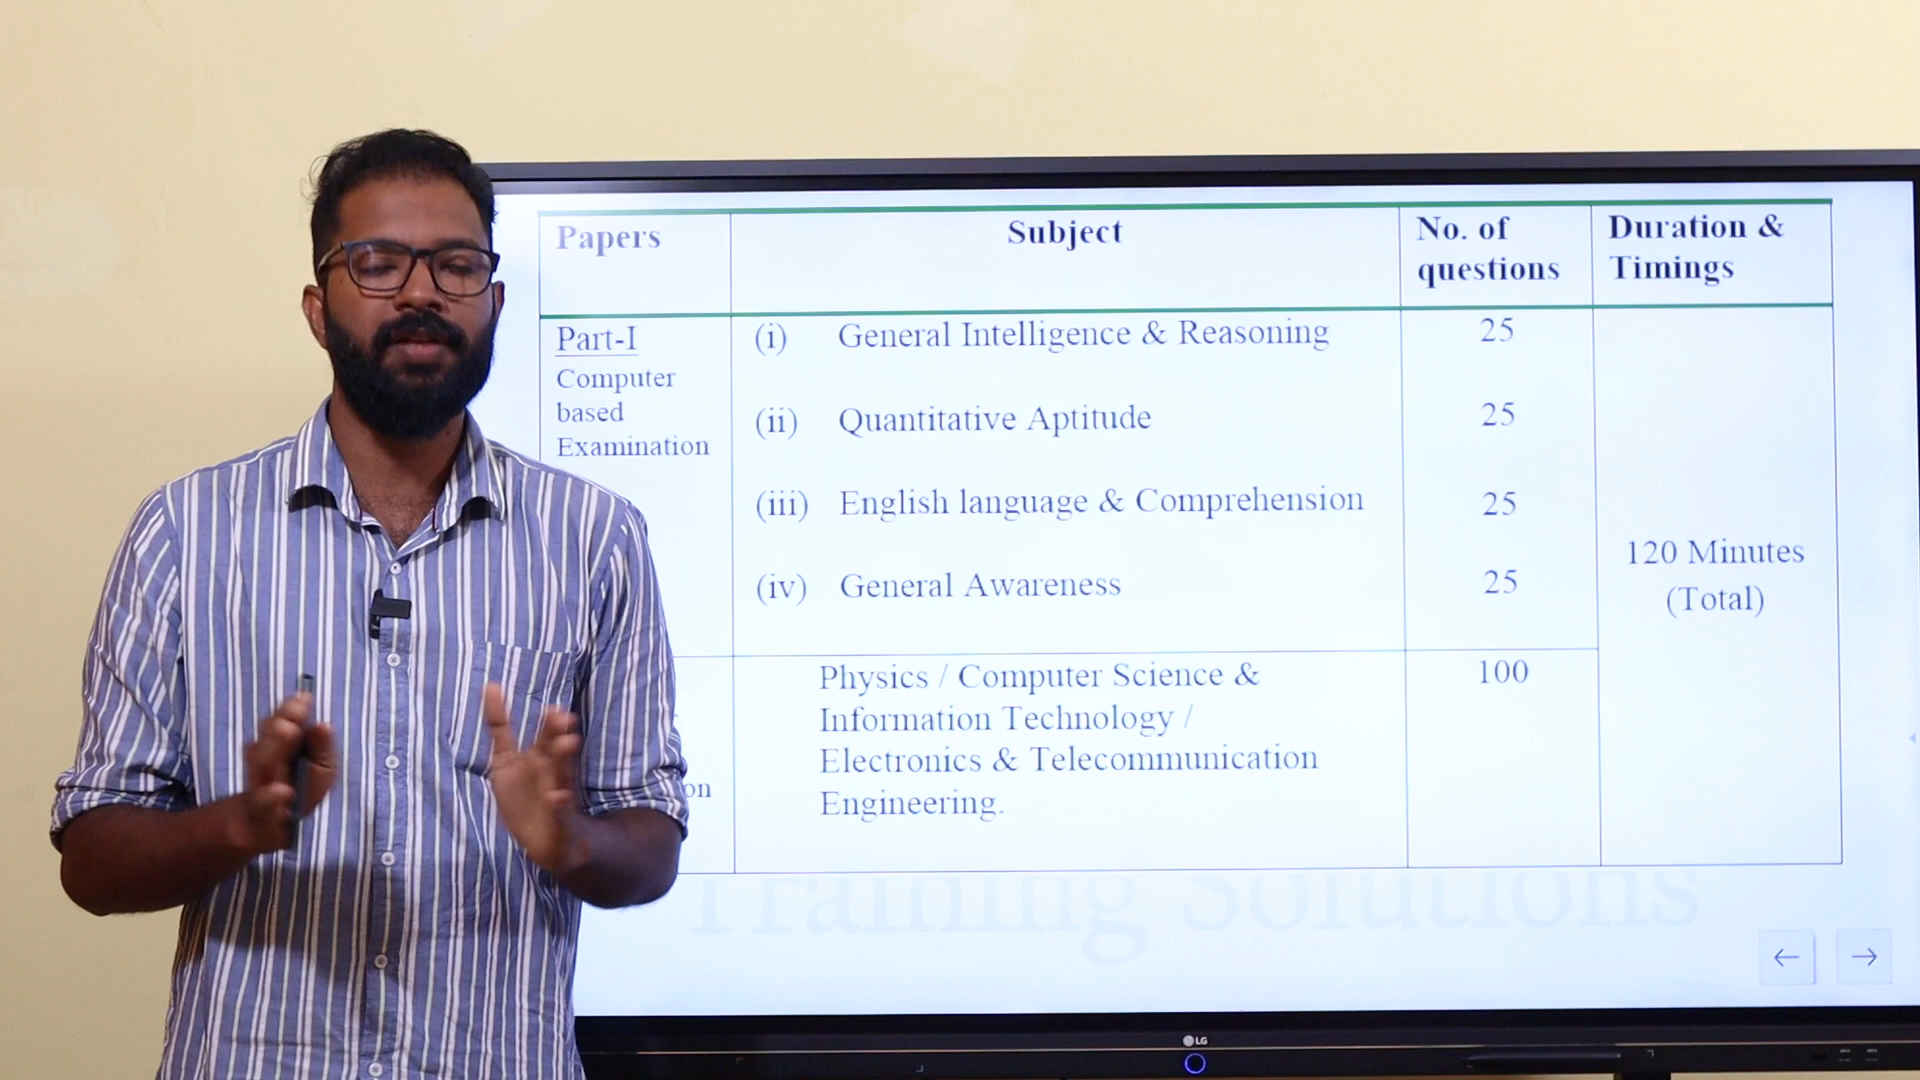 Papers
Subject
No. of
questions
Duration &
Timings
Part-I
Computer
based
Examination
(i) General Intelligence & Reasoning
25
(ii) Quantitative Aptitude
25
(iii) English language & Comprehension
25
(iv) General Awareness
25
120 Minutes
(Total)
Physics / Computer Science &
Information Technology /
Electronics & Telecommunication
Engineering.
100
Training Solutions
LG